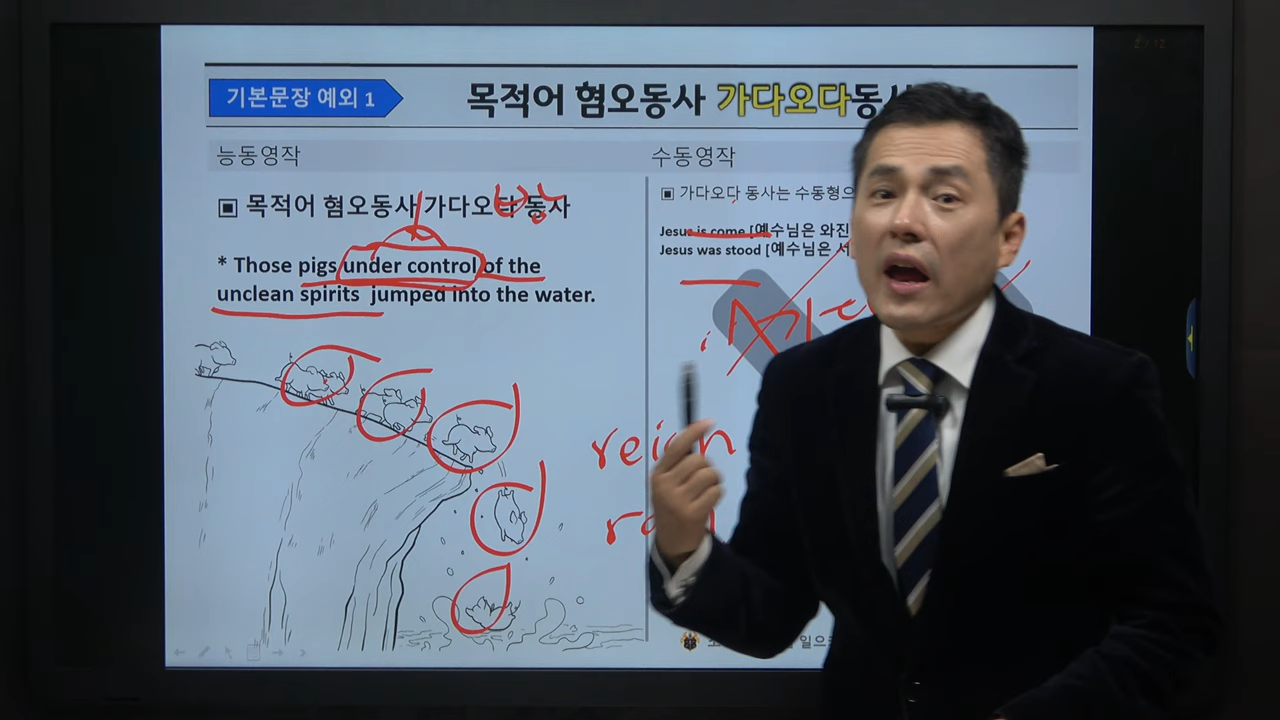 기본문장 예외 1
목적어 혐오동사 가다오다동사
능동영작
수동영작
▣ 목적어 혐오동사 가다오다 동사
* Those pigs under control of the
unclean spirits jumped into the water.
▣ 가다오다 동사는 수동형으
Jesus is come [예수님은 와진
Jesus was stood [예수님은 서
reign